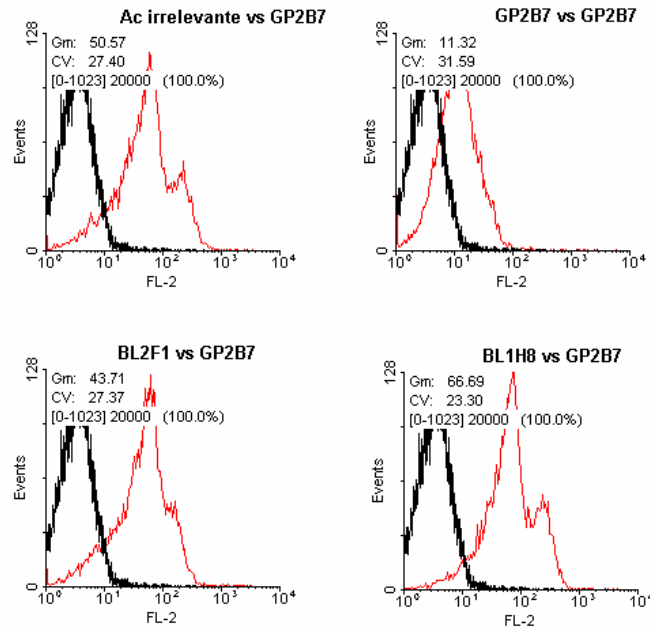 Ac irrelevante vs GP2B7
128
Gm: 50.57
CV: 27.40
[0-1023] 20000 (100.0%)
Events
0
10⁰ 10¹ 10² 10³ 10⁴
FL-2
GP2B7 vs GP2B7
128
Gm: 11.32
CV: 31.59
[0-1023] 20000 (100.0%)
Events
0
10⁰ 10¹ 10² 10³ 10⁴
FL-2
BL2F1 vs GP2B7
128
Gm: 43.71
CV: 27.37
[0-1023] 20000 (100.0%)
Events
0
10⁰ 10¹ 10² 10³ 10⁴
FL-2
BL1H8 vs GP2B7
128
Gm: 66.69
CV: 23.30
[0-1023] 20000 (100.0%)
Events
0
10⁰ 10¹ 10² 10³ 10⁴
FL-2